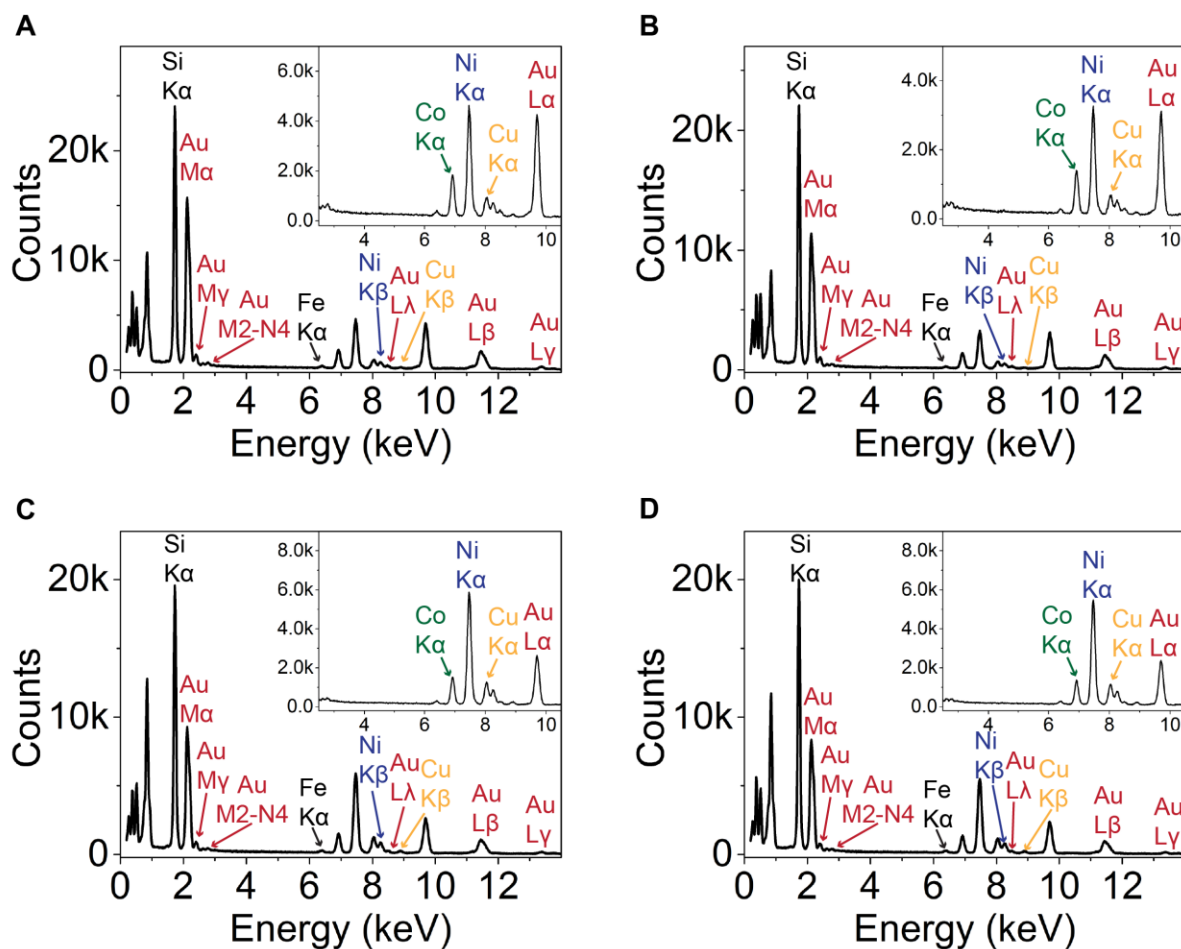 A
Si
Kα
Au
Mα
Au
Mγ
Au
M2-N4
Fe
Kα
Ni
Kβ
Au
Lλ
Cu
Kβ
Au
Lβ
Au
Lγ
Co
Kα
Ni
Kα
Cu
Kα
Au
Lα
6.0k
4.0k
2.0k
0.0
4 6 8 10
20k
10k
0
0 2 4 6 8 10 12
Counts
Energy (keV)
B
Si
Kα
Au
Mα
Au
Mγ
Au
M2-N4
Fe
Kα
Ni
Kβ
Au
Lλ
Cu
Kβ
Au
Lβ
Au
Lγ
Co
Kα
Ni
Kα
Cu
Kα
Au
Lα
4.0k
2.0k
0.0
4 6 8 10
20k
10k
0
0 2 4 6 8 10 12
Counts
Energy (keV)
C
Si
Kα
Au
Mα
Au
Mγ
Au
M2-N4
Fe
Kα
Ni
Kβ
Au
Lλ
Cu
Kβ
Au
Lβ
Au
Lγ
Co
Kα
Ni
Kα
Cu
Kα
Au
Lα
8.0k
6.0k
4.0k
2.0k
0.0
4 6 8 10
20k
10k
0
0 2 4 6 8 10 12
Counts
Energy (keV)
D
Si
Kα
Au
Mα
Au
Mγ
Au
M2-N4
Fe
Kα
Ni
Kβ
Au
Lλ
Cu
Kβ
Au
Lβ
Au
Lγ
Co
Kα
Ni
Kα
Cu
Kα
Au
Lα
8.0k
6.0k
4.0k
2.0k
0.0
4 6 8 10
20k
10k
0
0 2 4 6 8 10 12
Counts
Energy (keV)